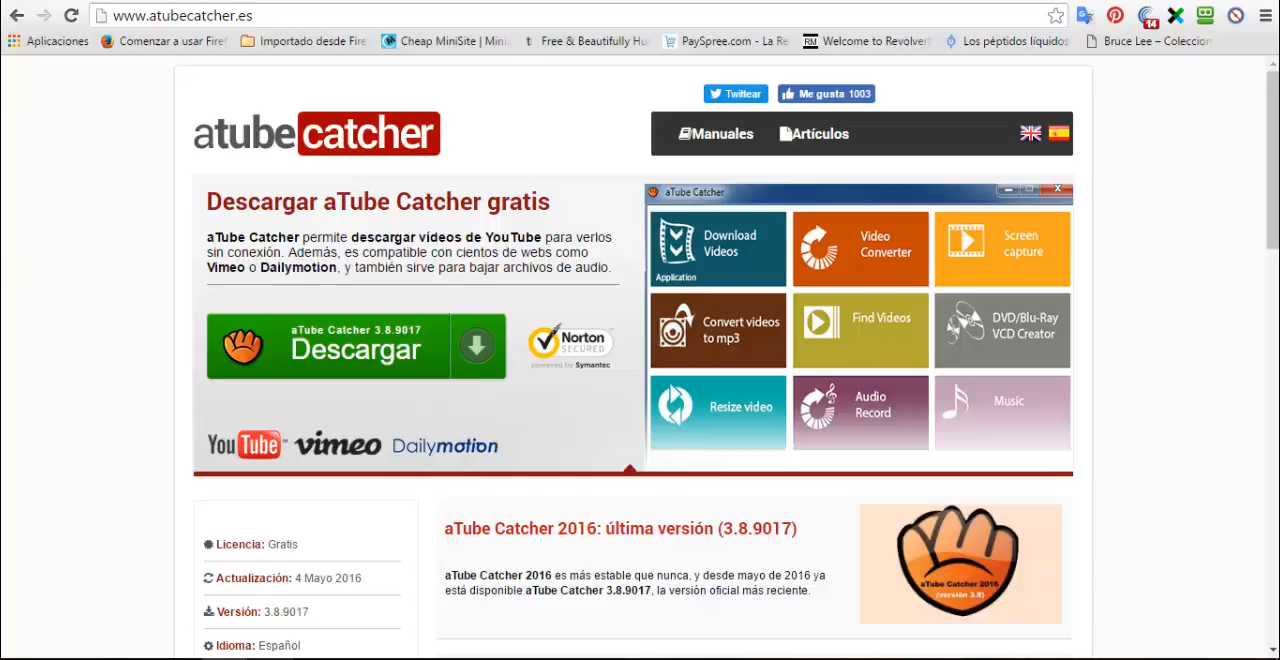 www.atubecatcher.es
14
Aplicaciones
Comenzar a usar Firef
Importado desde Fire
Cheap MiniSite | Mini
Free & Beautifully Hu
PaySpree.com - La Re
RM Welcome to Revolvert
Los péptidos líquidos
Bruce Lee – Coleccion
Twittear
Me gusta 1003
atubecatcher
Manuales
Artículos
Descargar aTube Catcher gratis
aTube Catcher permite descargar vídeos de YouTube para verlos
sin conexión. Además, es compatible con cientos de webs como
Vimeo o Dailymotion, y también sirve para bajar archivos de audio.
aTube Catcher 3.8.9017
Descargar
Norton
SECURED
powered by Symantec
YouTube vimeo Dailymotion
aTube Catcher
Download
Videos
Application
Video
Converter
Screen
capture
Convert videos
to mp3
Find Videos
DVD/Blu-Ray
VCD Creator
Resize video
Audio
Record
Music
Licencia: Gratis
Actualización: 4 Mayo 2016
Versión: 3.8.9017
Idioma: Español
aTube Catcher 2016: última versión (3.8.9017)
aTube Catcher 2016 es más estable que nunca, y desde mayo de 2016 ya
está disponible aTube Catcher 3.8.9017, la versión oficial más reciente.
aTube Catcher 2016
(versión 3.8)